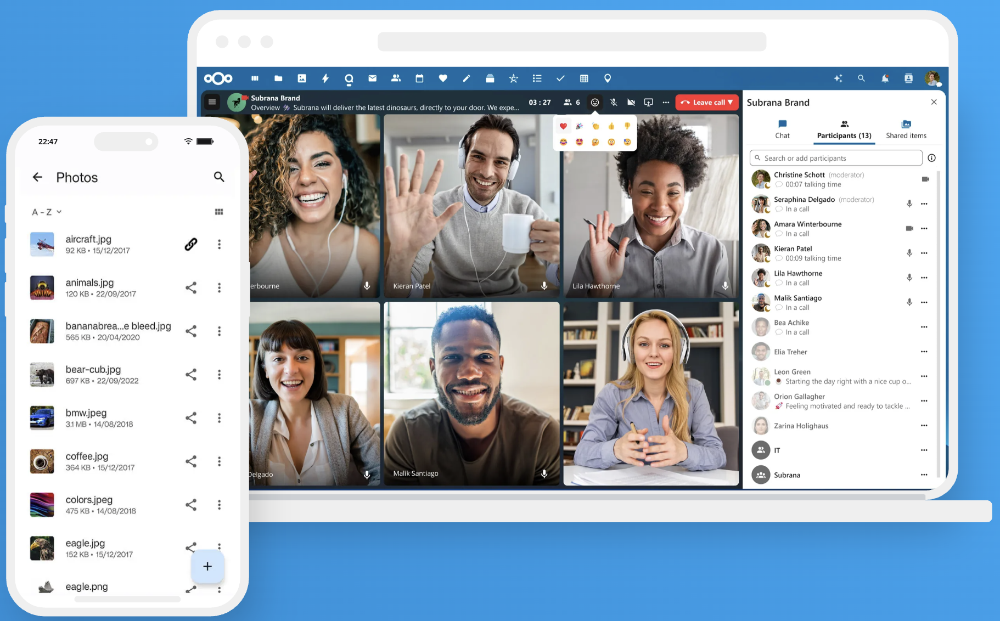 22:47
Photos
A - Z
aircraft.jpg
92 KB • 15/12/2017
animals.jpg
120 KB • 22/09/2017
bananabrea...e bleed.jpg
565 KB • 20/04/2020
bear-cub.jpg
697 KB • 22/09/2022
bmw.jpeg
3.1 MB • 14/08/2018
coffee.jpg
364 KB • 15/12/2017
colors.jpeg
475 KB • 14/08/2018
eagle.jpg
152 KB • 15/12/2017
eagle.png
Subrana Brand
Overview 🛰️ Subrana will deliver the latest dinosaurs, directly to your door. We expe...
03 : 27
6
Leave call
erbourne
Kieran Patel
Lila Hawthorne
Delgado
Malik Santiago
Subrana Brand
Chat
Participants (13)
Shared items
Search or add participants
Christine Schott (moderator)
00:07 talking time
Seraphina Delgado (moderator)
In a call
Amara Winterbourne
In a call
Kieran Patel
00:09 talking time
Lila Hawthorne
In a call
Malik Santiago
In a call
Bea Achike
In a call
Elia Treher
Leon Green
Starting the day right with a nice cup o...
Orion Gallagher
🚀 Feeling motivated and ready to tackle ...
Zarina Holighaus
IT
Subrana